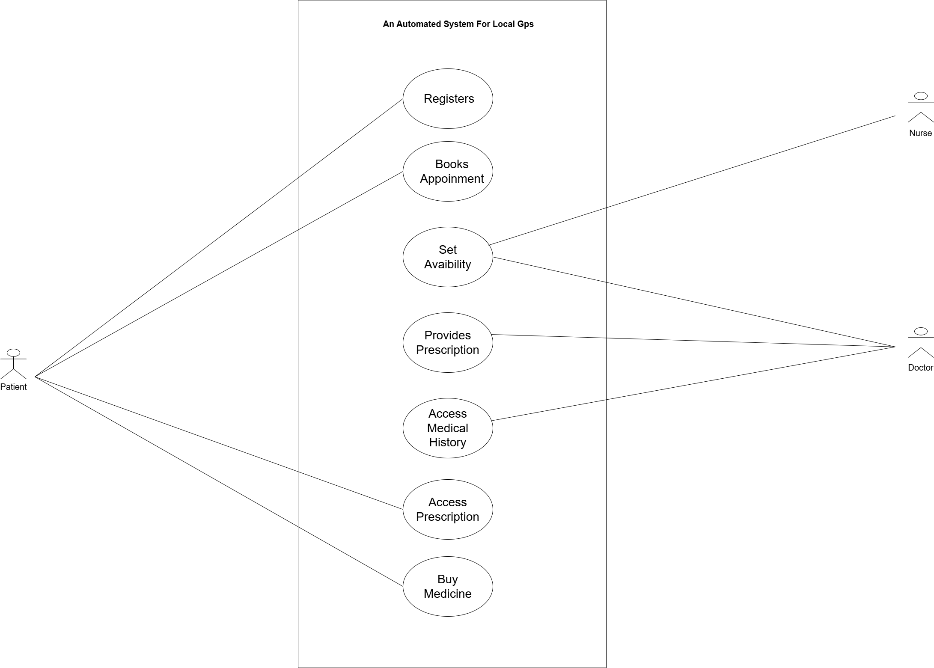 An Automated System For Local Gps
Registers
Books
Appoinment
Set
Avaibility
Provides
Prescription
Access
Medical
History
Access
Prescription
Buy
Medicine
Patient
Nurse
Doctor